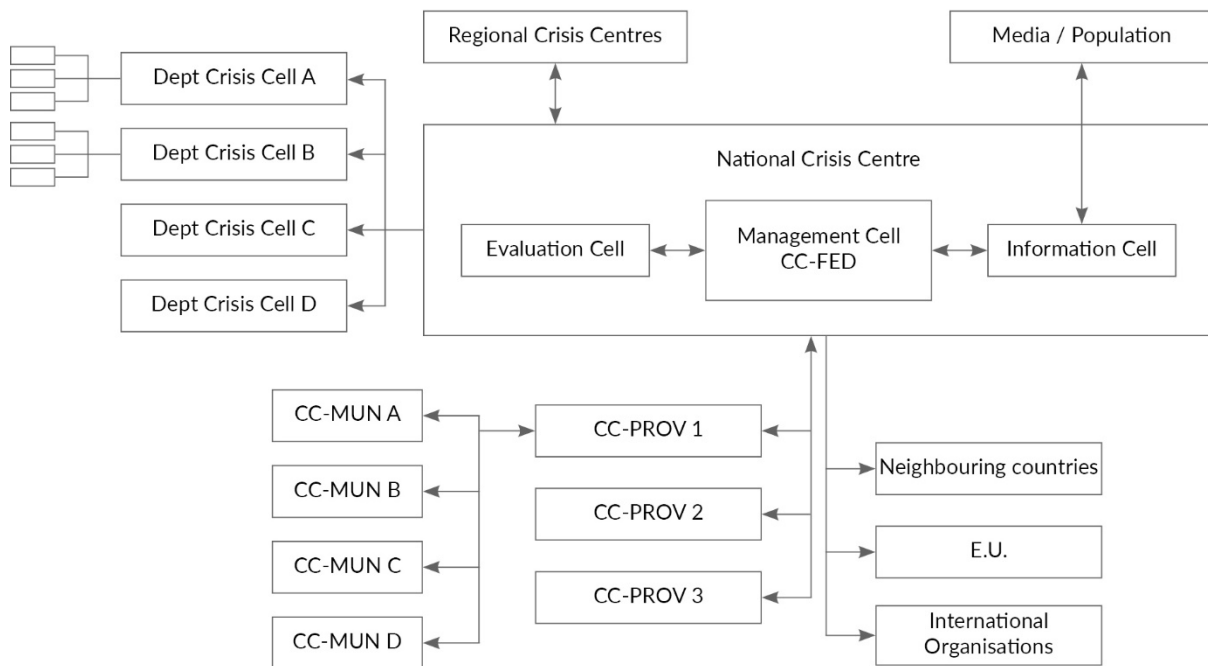 Regional Crisis Centres
Media / Population
Dept Crisis Cell A
Dept Crisis Cell B
Dept Crisis Cell C
Dept Crisis Cell D
National Crisis Centre
Evaluation Cell
Management Cell
CC-FED
Information Cell
CC-MUN A
CC-MUN B
CC-MUN C
CC-MUN D
CC-PROV 1
CC-PROV 2
CC-PROV 3
Neighbouring countries
E.U.
International
Organisations